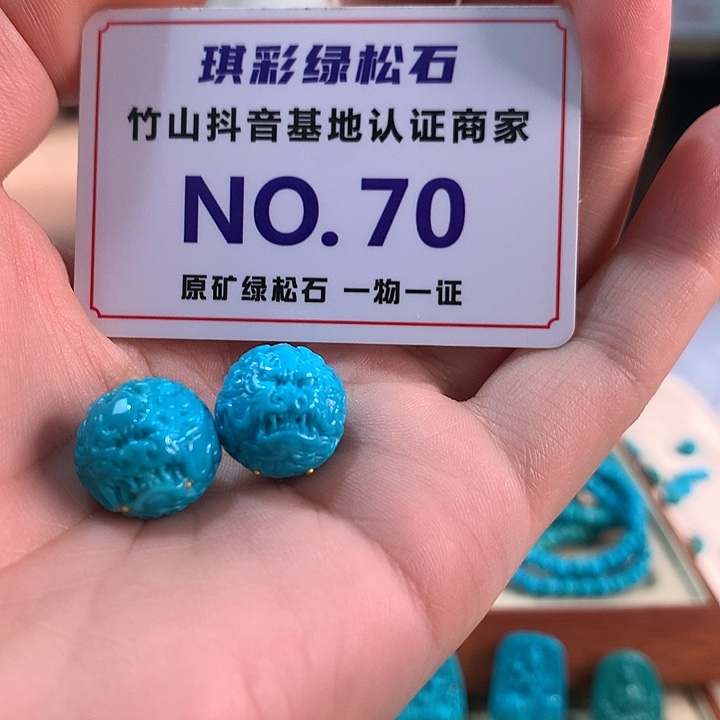 琪彩绿松石
竹山抖音基地认证商家
NO. 70
原矿绿松石 一物一证